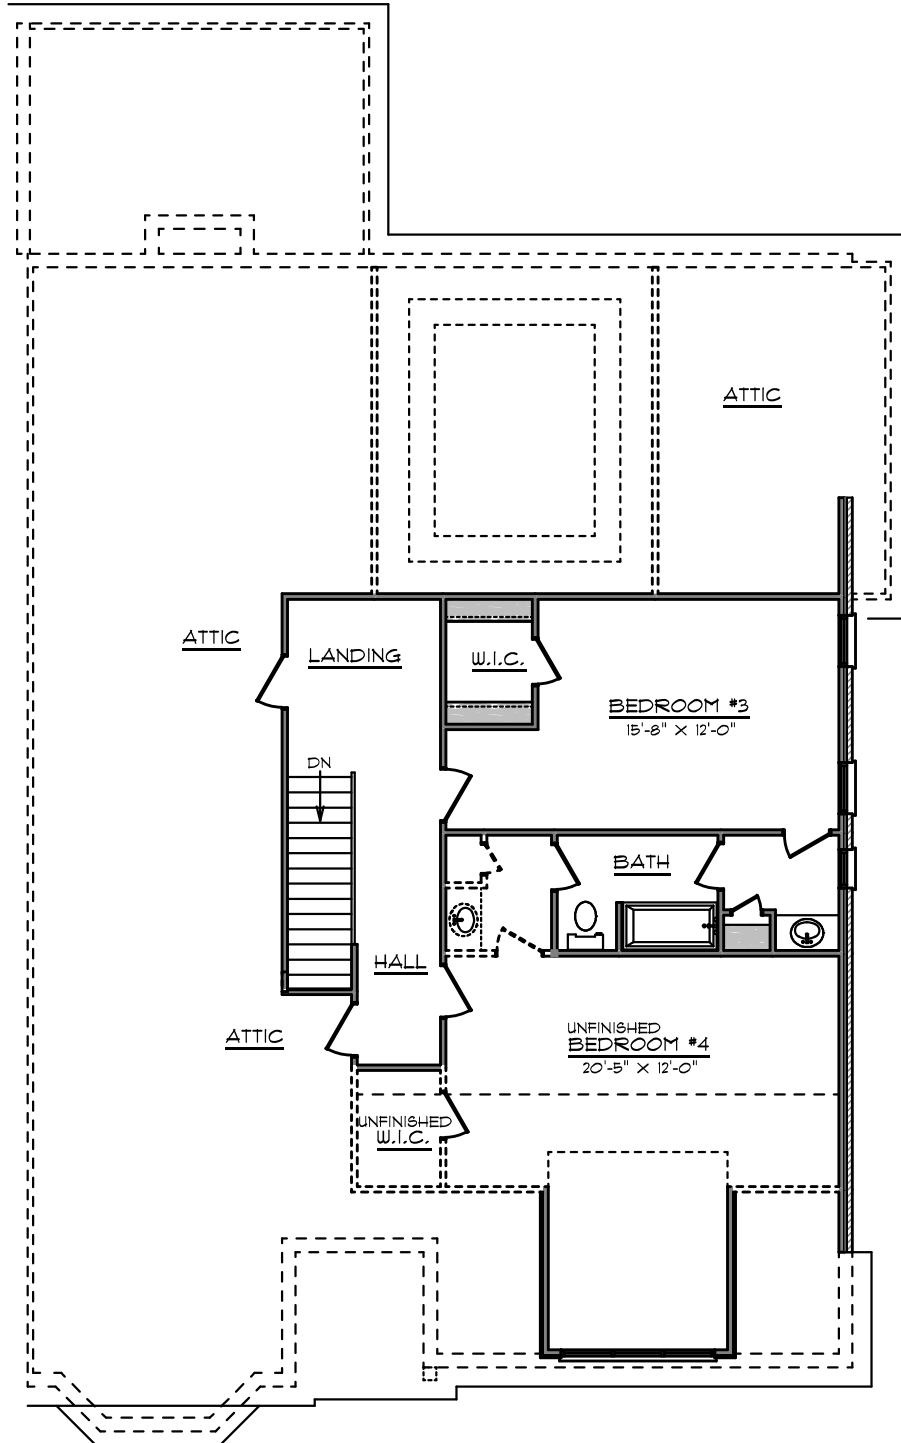 ATTIC
ATTIC
LANDING
W.I.C.
BEDROOM #3
15'-8" X 12'-0"
DN
BATH
HALL
ATTIC
UNFINISHED
BEDROOM #4
20'-5" X 12'-0"
UNFINISHED
W.I.C.